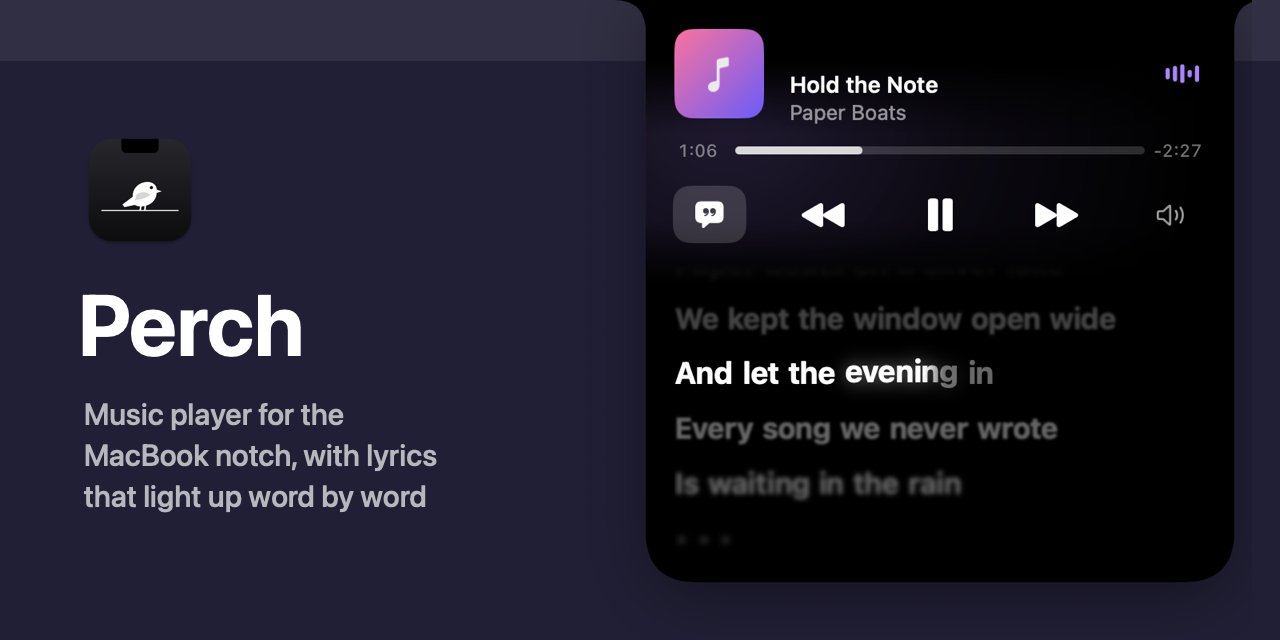 Hold the Note
Paper Boats
1:06
-2:27
Perch
Music player for the
MacBook notch, with lyrics
that light up word by word
We kept the window open wide
And let the evening in
Every song we never wrote
Is waiting in the rain